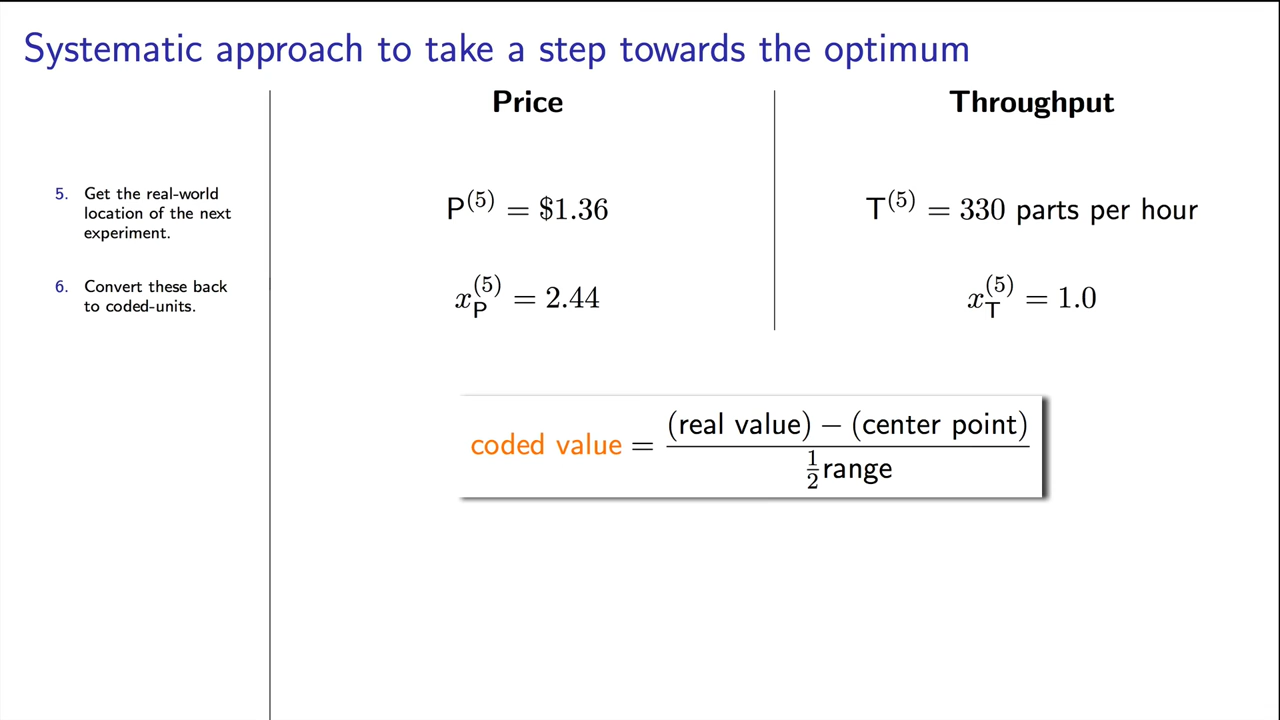 Systematic approach to take a step towards the optimum
Price
Throughput
5. Get the real-world
location of the next
experiment.
P^(5) = $1.36
T^(5) = 330 parts per hour
6. Convert these back
to coded-units.
x_P^(5) = 2.44
x_T^(5) = 1.0
coded value = (real value) − (center point)
½range